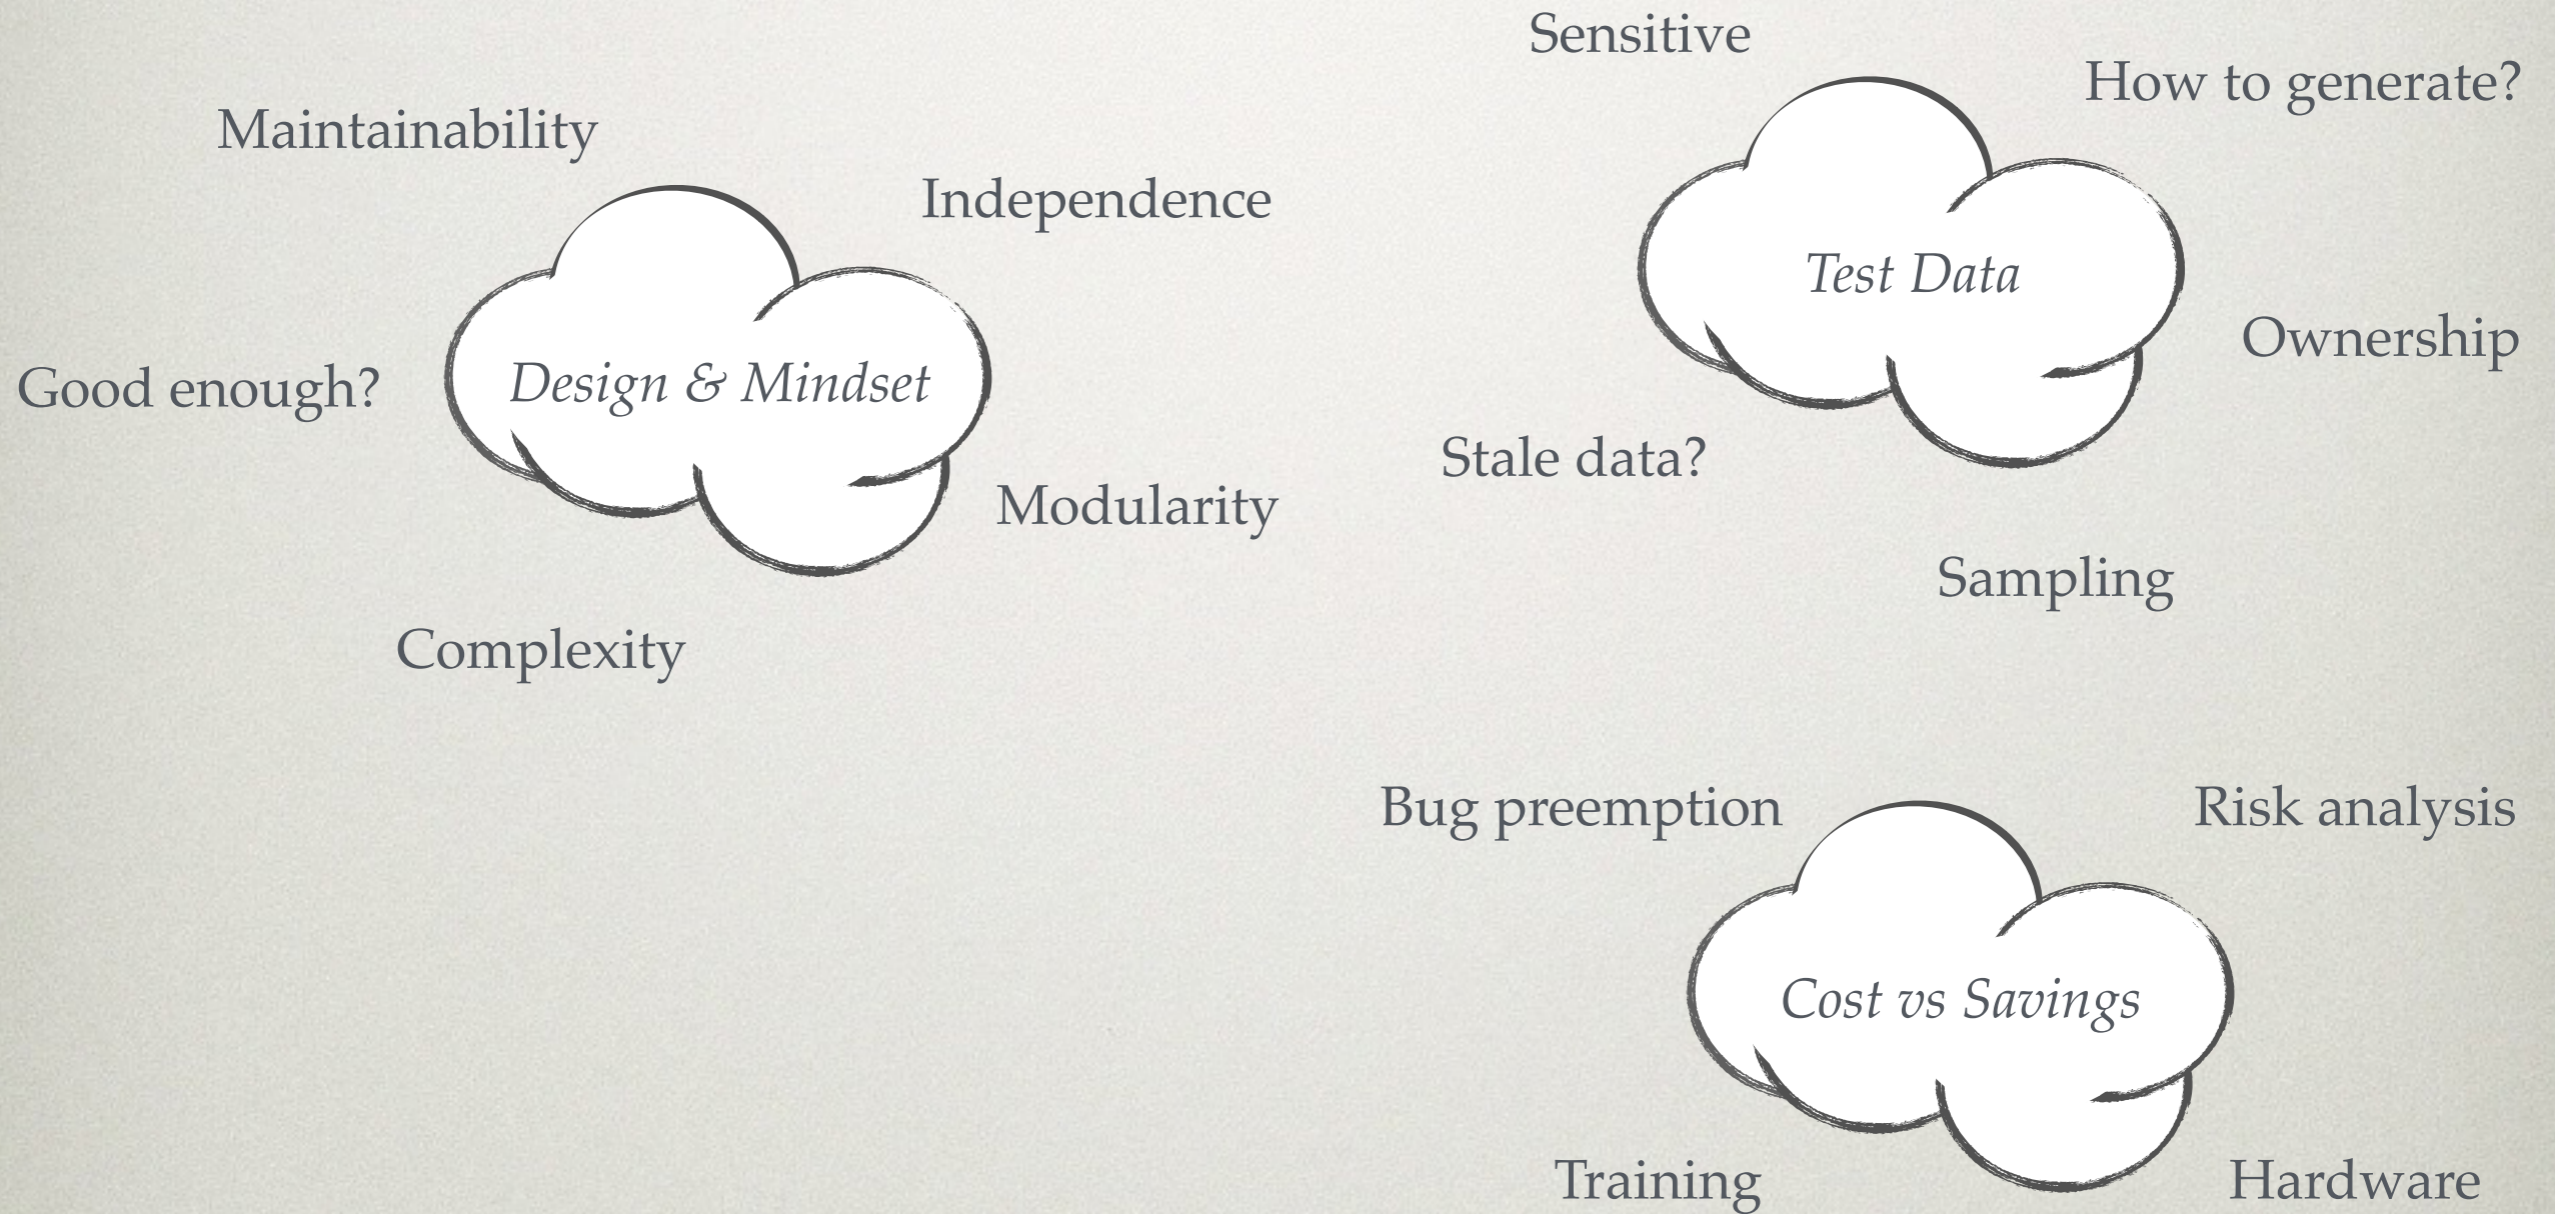 Maintainability
Independence
Good enough?
Design & Mindset
Modularity
Complexity
Sensitive
How to generate?
Test Data
Ownership
Stale data?
Sampling
Bug preemption
Risk analysis
Cost vs Savings
Training
Hardware